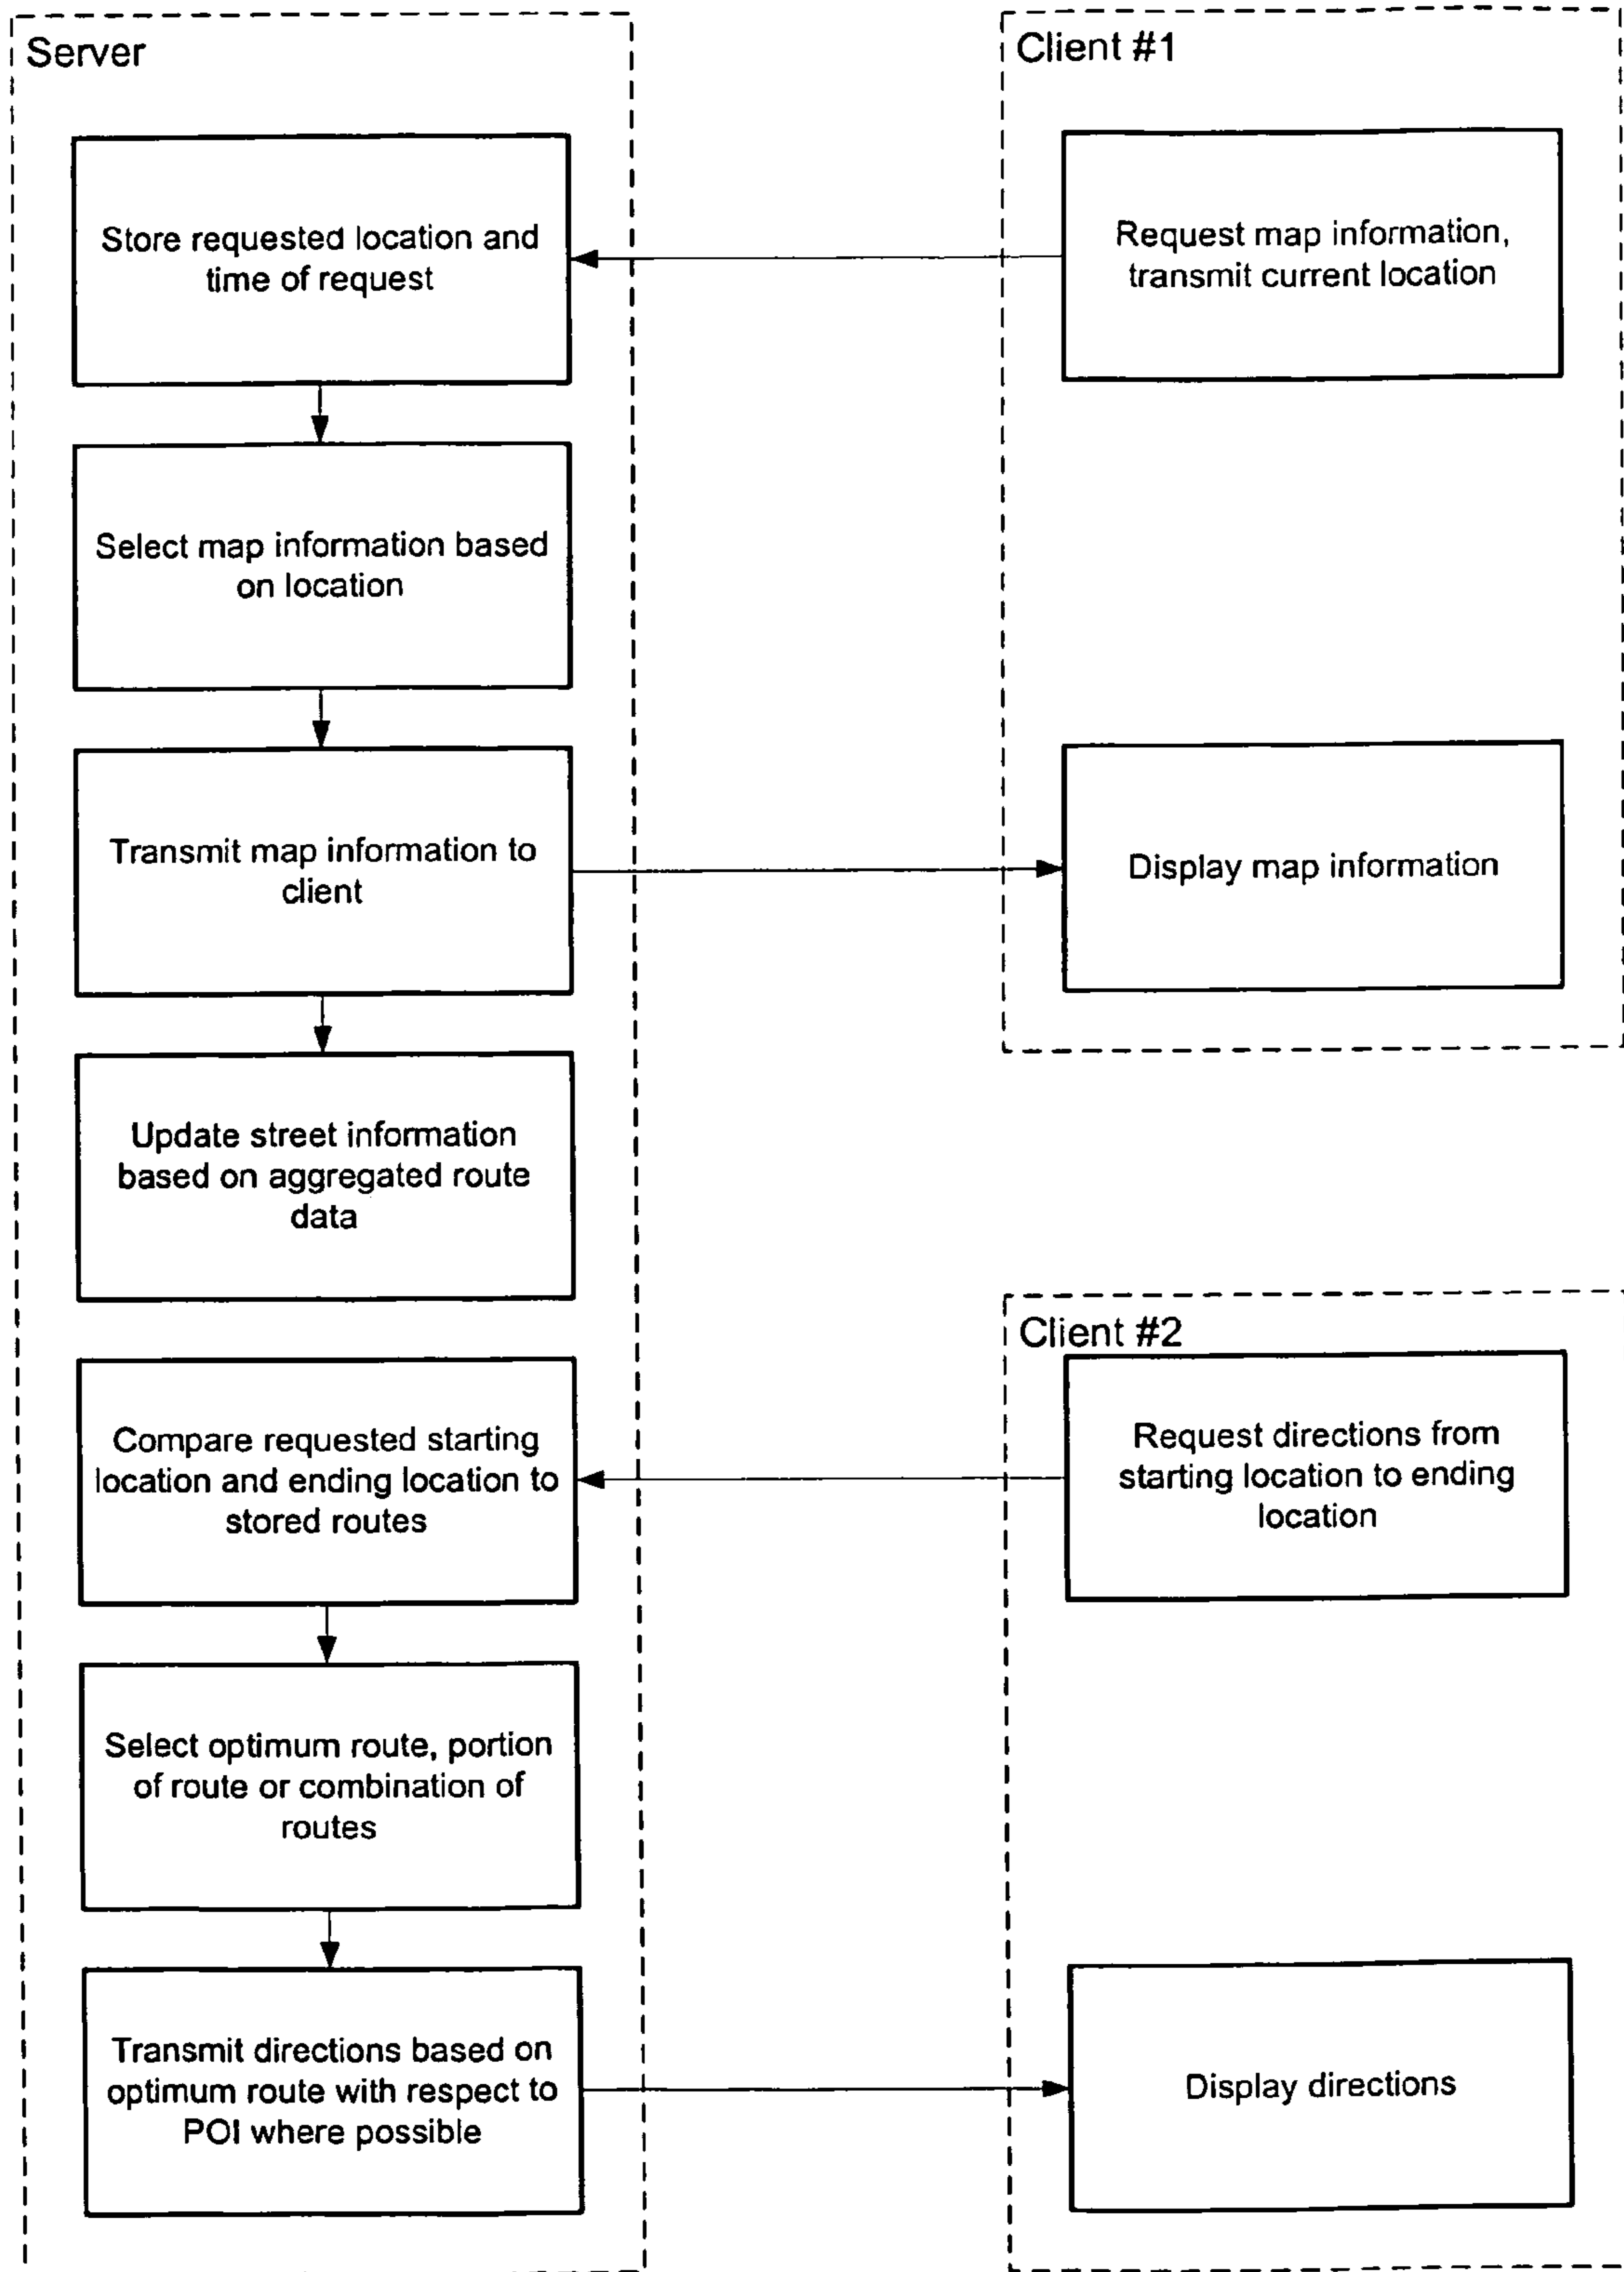 Server
Client #1
Store requested location and
time of request
Request map information,
transmit current location
Select map information based
on location
Transmit map information to
client
Display map information
Update street information
based on aggregated route
data
Client #2
Compare requested starting
location and ending location to
stored routes
Request directions from
starting location to ending
location
Select optimum route, portion
of route or combination of
routes
Transmit directions based on
optimum route with respect to
POI where possible
Display directions